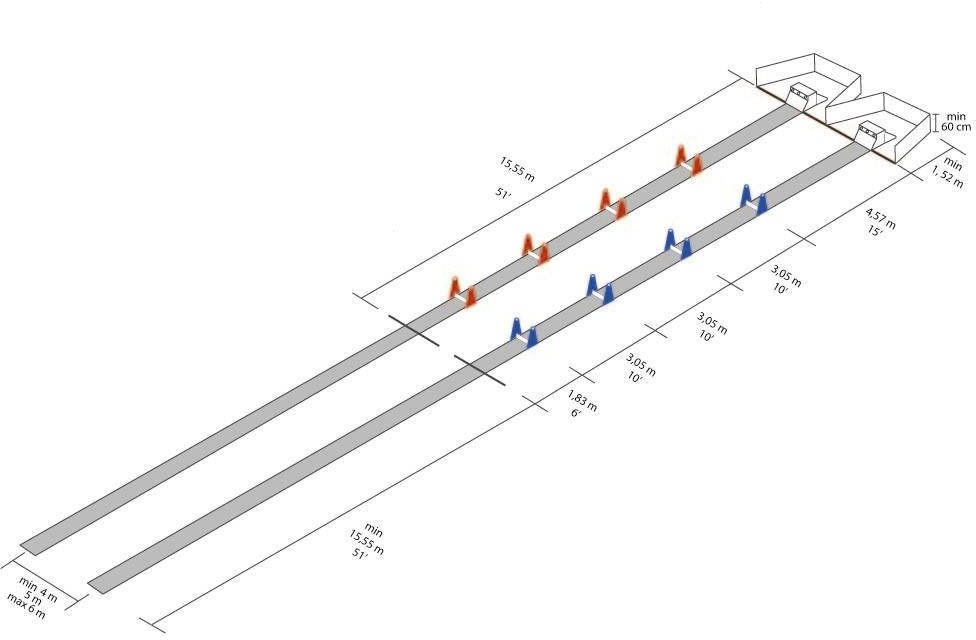 min
60 cm
min
1, 52 m
15,55 m
51'
4,57 m
15'
3,05 m
10'
3,05 m
10'
3,05 m
10'
1,83 m
6'
min
15,55 m
51'
min 4 m
5 m
max 6 m